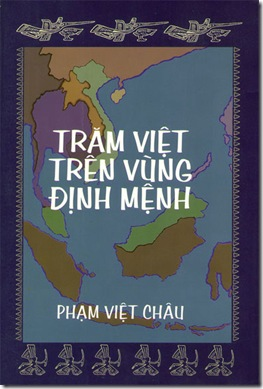 TRĂM VIỆT
TRÊN VÙNG
ĐỊNH MỆNH
PHẠM VIỆT CHÂU